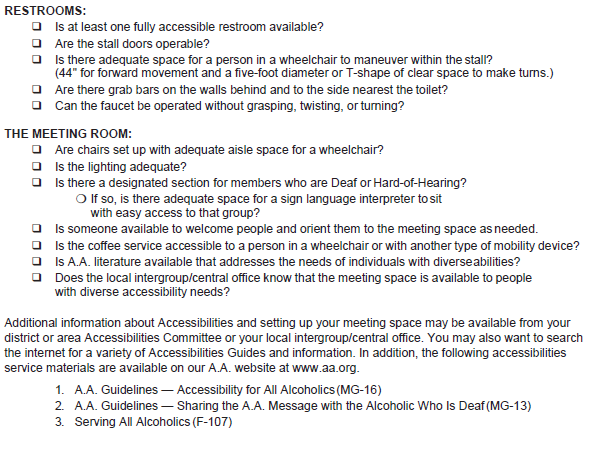 RESTROOMS:
❑ Is at least one fully accessible restroom available?
❑ Are the stall doors operable?
❑ Is there adequate space for a person in a wheelchair to maneuver within the stall?
(44" for forward movement and a five-foot diameter or T-shape of clear space to make turns.)
❑ Are there grab bars on the walls behind and to the side nearest the toilet?
❑ Can the faucet be operated without grasping, twisting, or turning?
THE MEETING ROOM:
❑ Are chairs set up with adequate aisle space for a wheelchair?
❑ Is the lighting adequate?
❑ Is there a designated section for members who are Deaf or Hard-of-Hearing?
❍ If so, is there adequate space for a sign language interpreter to sit
with easy access to that group?
❑ Is someone available to welcome people and orient them to the meeting space as needed.
❑ Is the coffee service accessible to a person in a wheelchair or with another type of mobility device?
❑ Is A.A. literature available that addresses the needs of individuals with diverse abilities?
❑ Does the local intergroup/central office know that the meeting space is available to people
with diverse accessibility needs?
Additional information about Accessibilities and setting up your meeting space may be available from your
district or area Accessibilities Committee or your local intergroup/central office. You may also want to search
the internet for a variety of Accessibilities Guides and information. In addition, the following accessibilities
service materials are available on our A.A. website at www.aa.org.
1. A.A. Guidelines — Accessibility for All Alcoholics (MG-16)
2. A.A. Guidelines — Sharing the A.A. Message with the Alcoholic Who Is Deaf (MG-13)
3. Serving All Alcoholics (F-107)